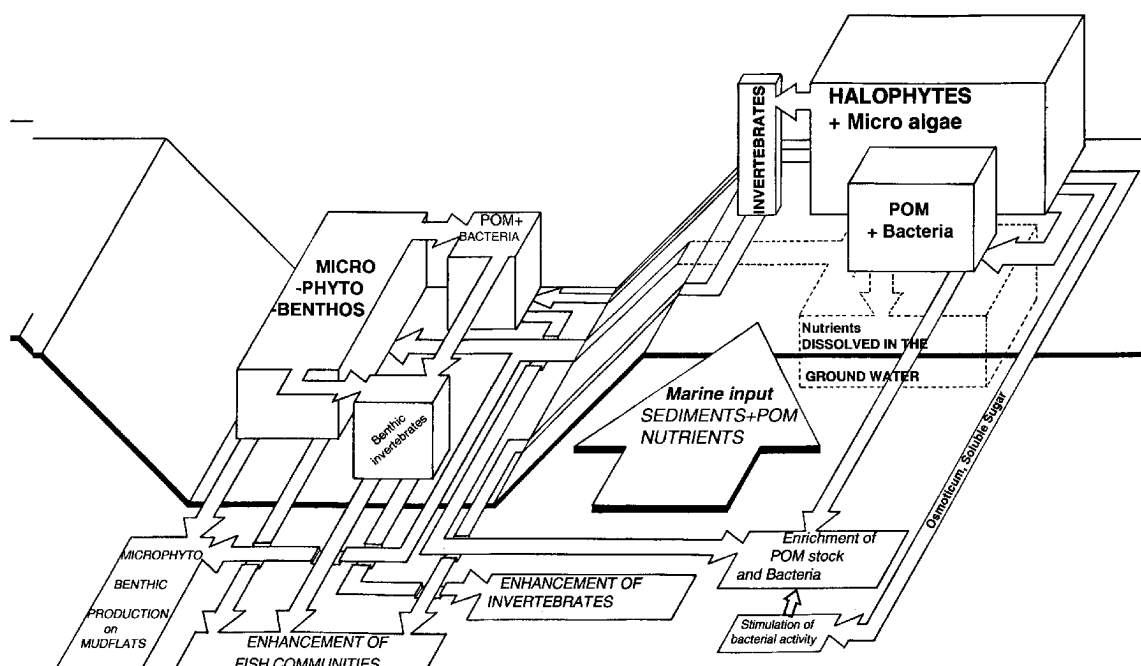 HALOPHYTES
+ Micro algae
INVERTEBRATES
POM
+ Bacteria
POM+
BACTERIA
MICRO
-PHYTO
-BENTHOS
Nutrients
DISSOLVED IN THE
GROUND WATER
Marine input
SEDIMENTS+POM
NUTRIENTS
Benthic
invertebrates
Osmoticum, Soluble Sugar
MICROPHYTO
BENTHIC
PRODUCTION
on
MUDFLATS
Enrichment of
POM stock
and Bacteria
ENHANCEMENT OF
INVERTEBRATES
Stimulation of
bacterial activity
ENHANCEMENT OF
FISH COMMUNITIES